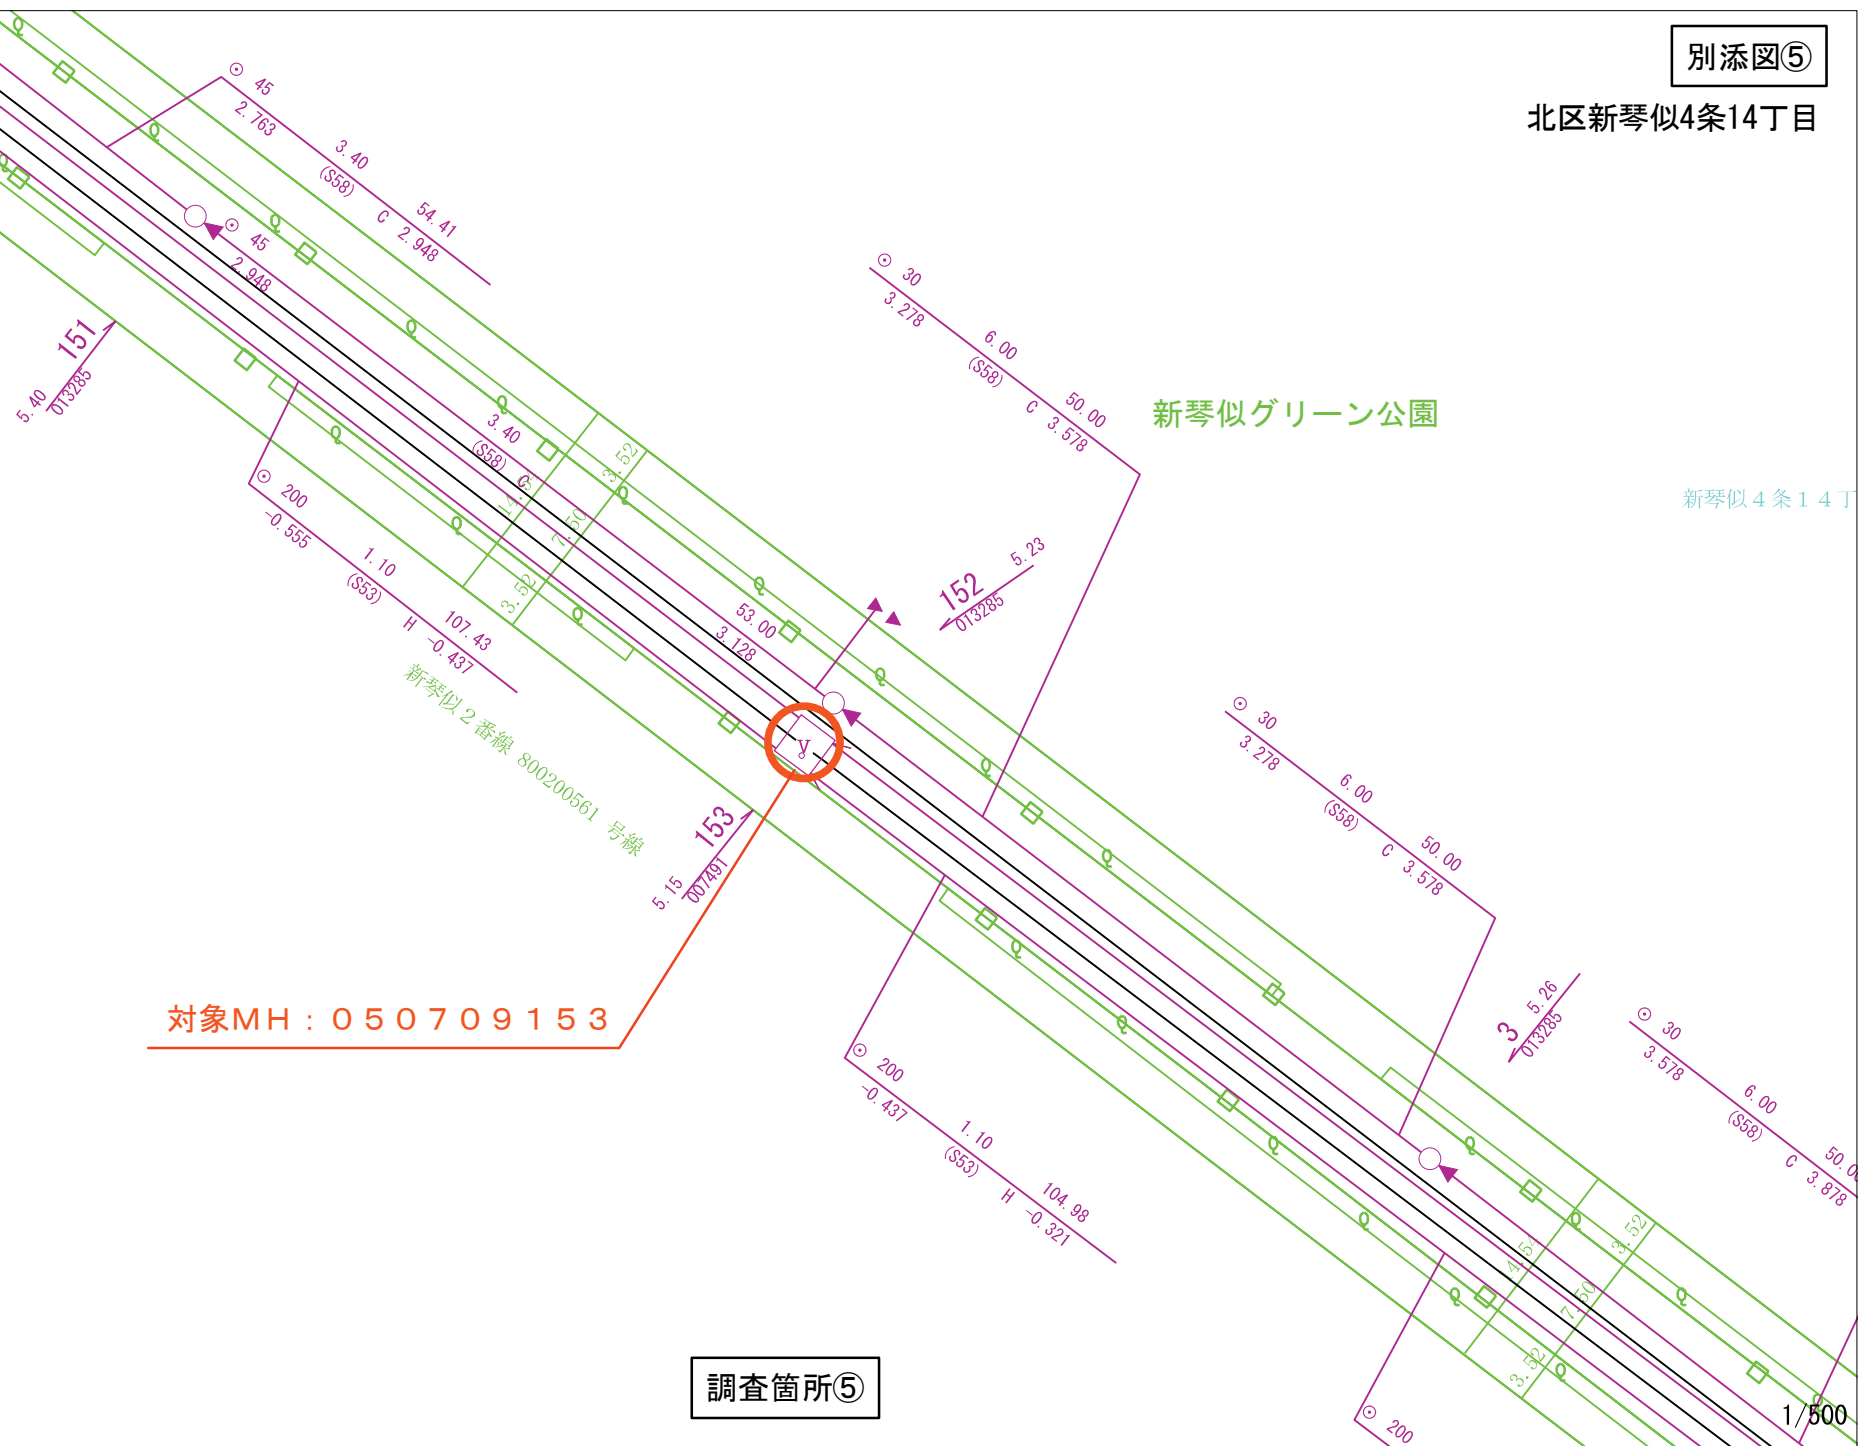 別添図⑤
北区新琴似4条14丁目
⊙ 45
2.763
3.40
(S58)
C
54.41
2.948
⊙ 45
2.948
3.40
(S58)
C
53.00
3.128
151
5.40
013285
⊙ 30
3.278
6.00
(S58)
C
50.00
3.578
新琴似グリーン公園
新琴似4条14丁
⊙ 200
-0.555
1.10
(S53)
H
107.43
-0.437
3.52
7.50
3.52
152
5.23
013285
新琴似2番線 800200561 号線
153
5.15
007491
⊙ 30
3.278
6.00
(S58)
C
50.00
3.578
対象MH：050709153
3
5.26
013285
⊙ 30
3.578
6.00
(S58)
C
3.878
⊙ 200
-0.437
1.10
(S53)
H
104.98
-0.321
3.52
7.50
3.52
調査箇所⑤
⊙ 200
1/500